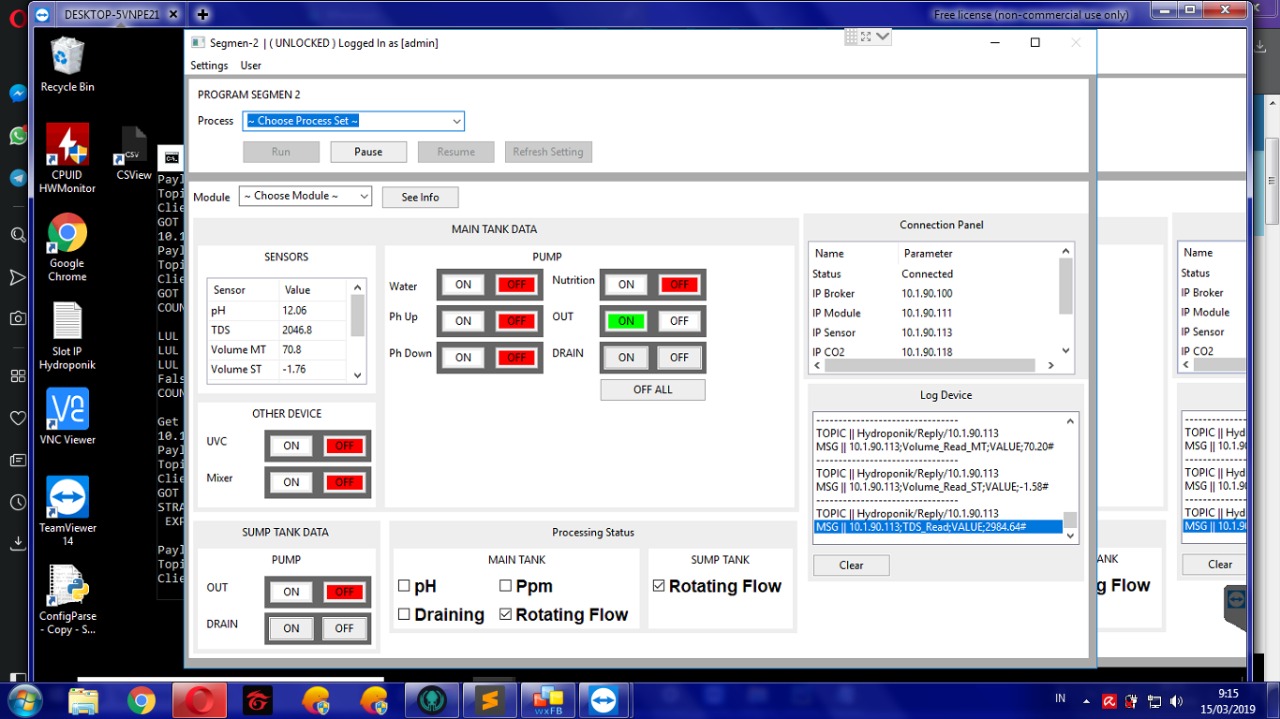 DESKTOP-5VNPE21
Free license (non-commercial use only)
Segmen-2 | ( UNLOCKED ) Logged In as [admin]
Settings User
PROGRAM SEGMEN 2
Process ~ Choose Process Set ~
Run Pause Resume Refresh Setting
Module ~ Choose Module ~ See Info
MAIN TANK DATA
SENSORS
Sensor Value
pH 12.06
TDS 2046.8
Volume MT 70.8
Volume ST -1.76
PUMP
Water ON OFF Nutrition ON OFF
Ph Up ON OFF OUT ON OFF
Ph Down ON OFF DRAIN ON OFF
OFF ALL
OTHER DEVICE
UVC ON OFF
Mixer ON OFF
SUMP TANK DATA
PUMP
OUT ON OFF
DRAIN ON OFF
Processing Status
MAIN TANK
pH Ppm
Draining Rotating Flow
SUMP TANK
Rotating Flow
Connection Panel
Name Parameter
Status Connected
IP Broker 10.1.90.100
IP Module 10.1.90.111
IP Sensor 10.1.90.113
IP CO2 10.1.90.118
Log Device
-----------------------------------
TOPIC || Hydroponik/Reply/10.1.90.113
MSG || 10.1.90.113;Volume_Read_MT;VALUE;70.20#
-----------------------------------
TOPIC || Hydroponik/Reply/10.1.90.113
MSG || 10.1.90.113;Volume_Read_ST;VALUE;-1.58#
-----------------------------------
TOPIC || Hydroponik/Reply/10.1.90.113
MSG || 10.1.90.113;TDS_Read;VALUE;2984.64#
Clear
Name
Status
IP Broker
IP Module
IP Sensor
IP CO2
TOPIC || Hyd
MSG || 10.1.9
TOPIC || Hyd
MSG || 10.1.9
TOPIC || Hyd
MSG || 10.1.9
Clear
ANK
g Flow
Recycle Bin
CPUID
HWMonitor
CSV
CSView
Google
Chrome
Slot IP
Hydroponik
VNC Viewer
TeamViewer
14
ConfigParse
- Copy - S...
Payl
Topi
Clie
GOT
10.1
Payl
Topi
Clie
GOT
COUN
LUL
LUL
LUL
Fals
COUN
Get
10.1
Payl
Topi
Clie
GOT
STRA
EXP
Payl
Topi
Clie
wxFB
IN
9:15
15/03/2019